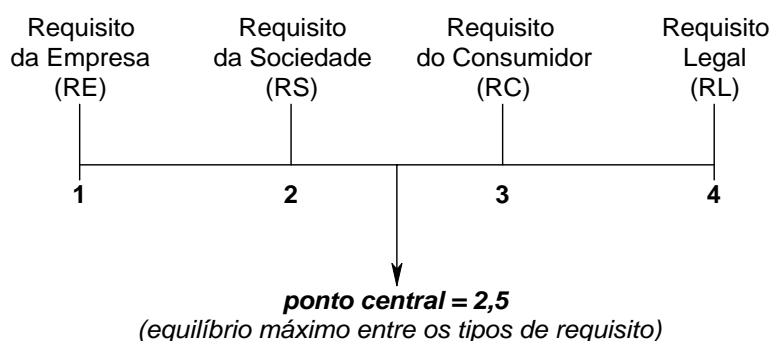 Requisito da Empresa (RE)
Requisito da Sociedade (RS)
Requisito do Consumidor (RC)
Requisito Legal (RL)
1 2 3 4
ponto central = 2,5
(equilíbrio máximo entre os tipos de requisito)